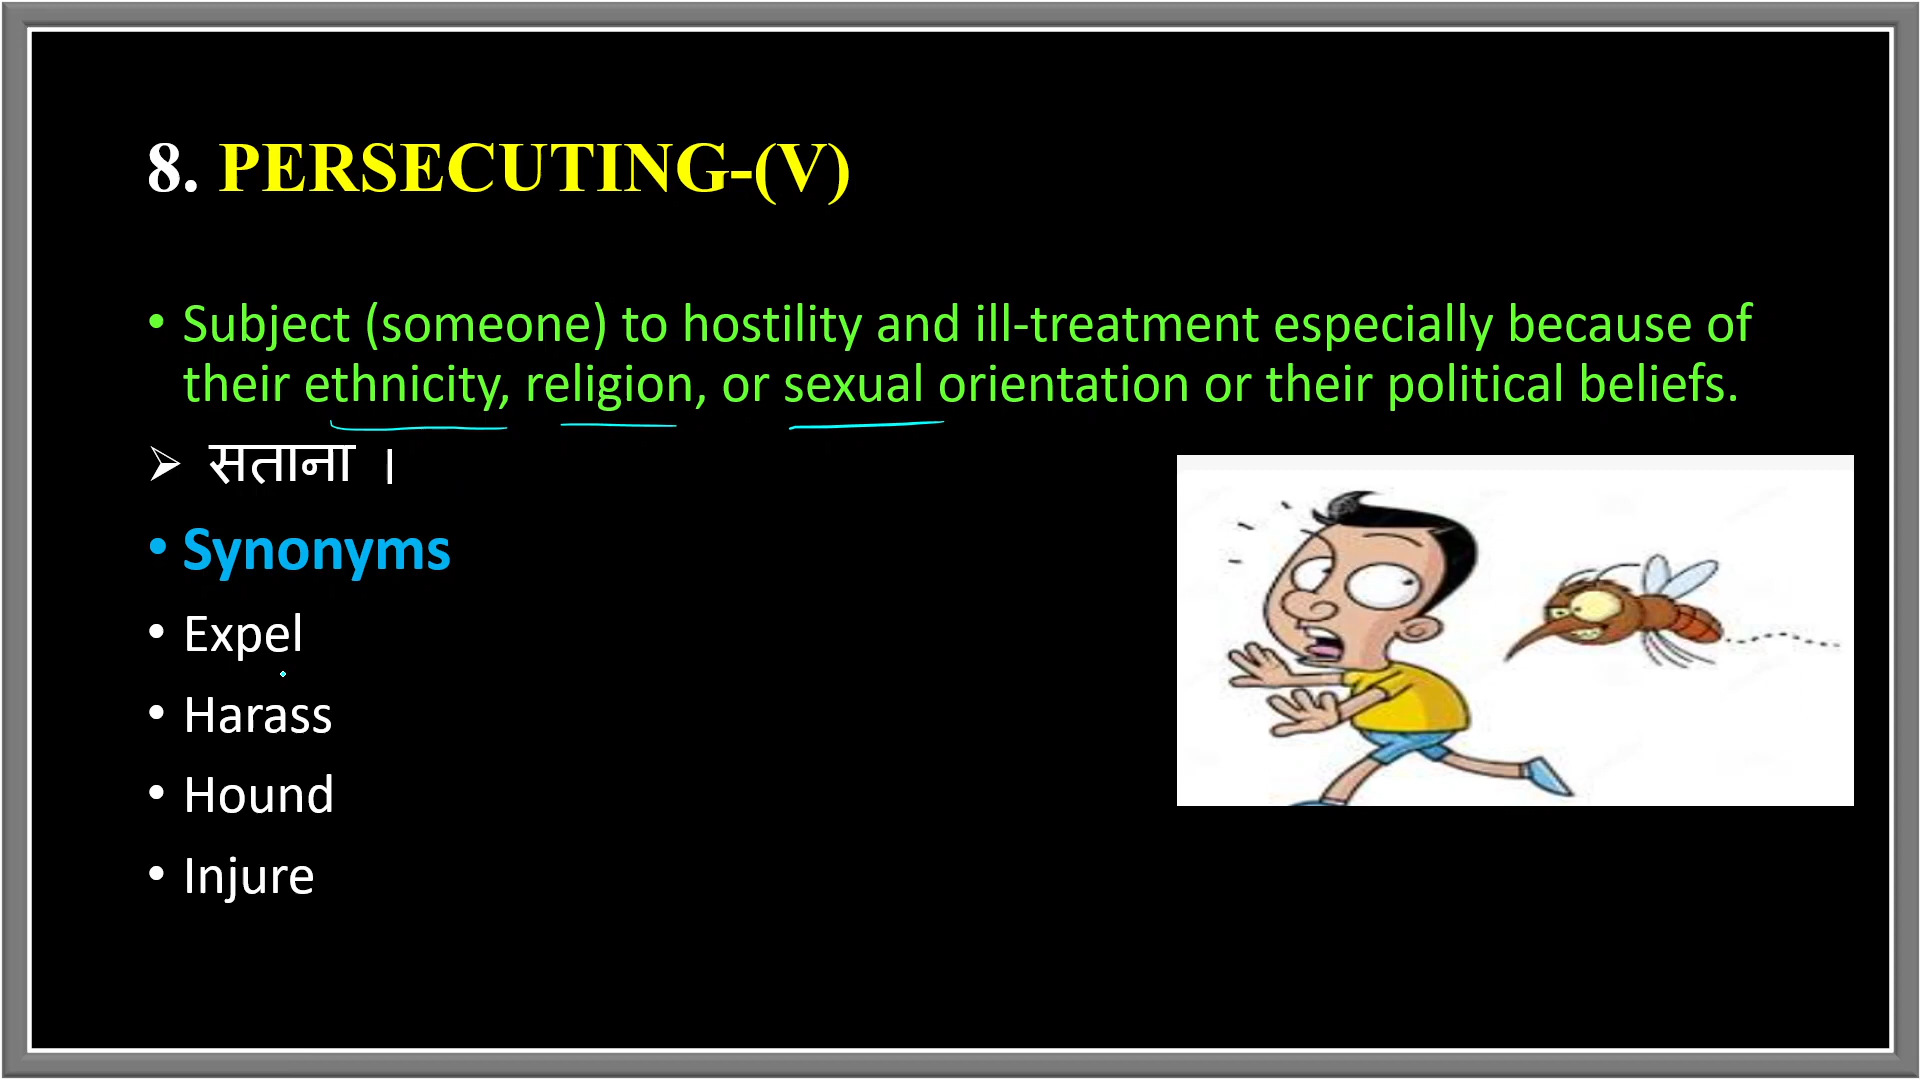 8. PERSECUTING-(V)
• Subject (someone) to hostility and ill-treatment especially because of
their ethnicity, religion, or sexual orientation or their political beliefs.
➢ सताना ।
• Synonyms
• Expel
• Harass
• Hound
• Injure